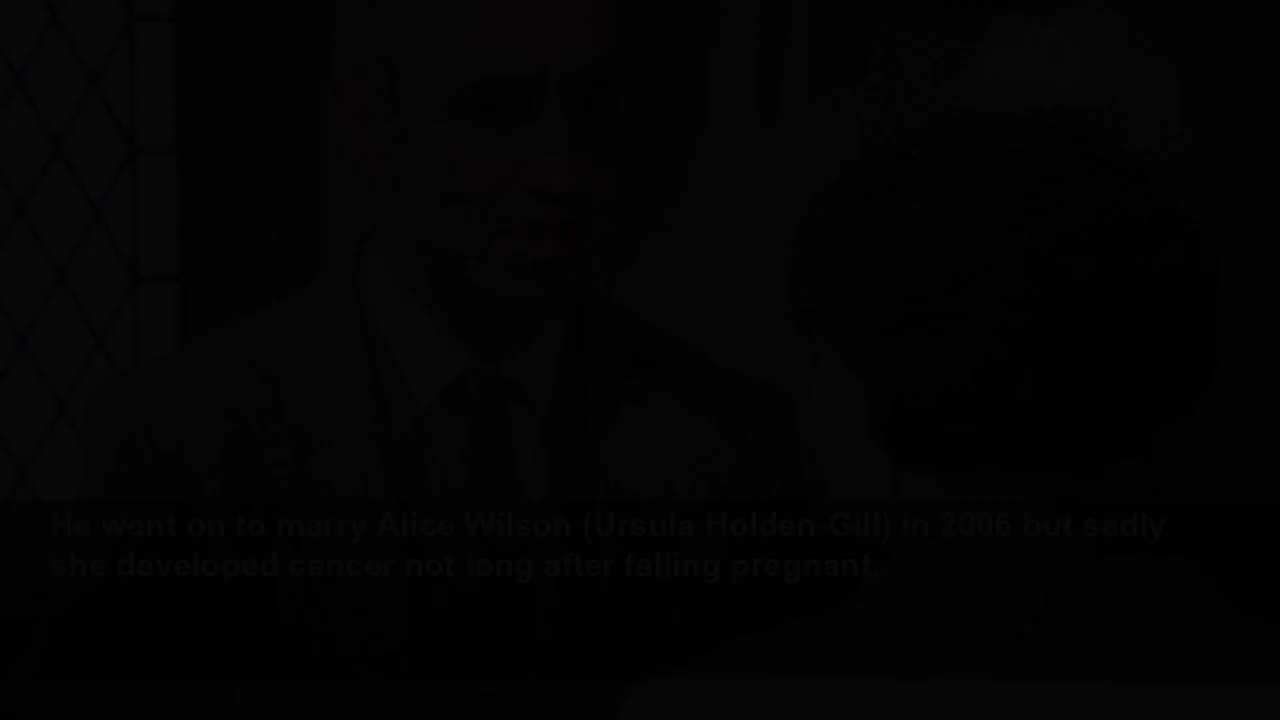 He went on to marry Alice Wilson (Ursula Holden-Gill) in 2006 but sadly
she developed cancer not long after falling pregnant.